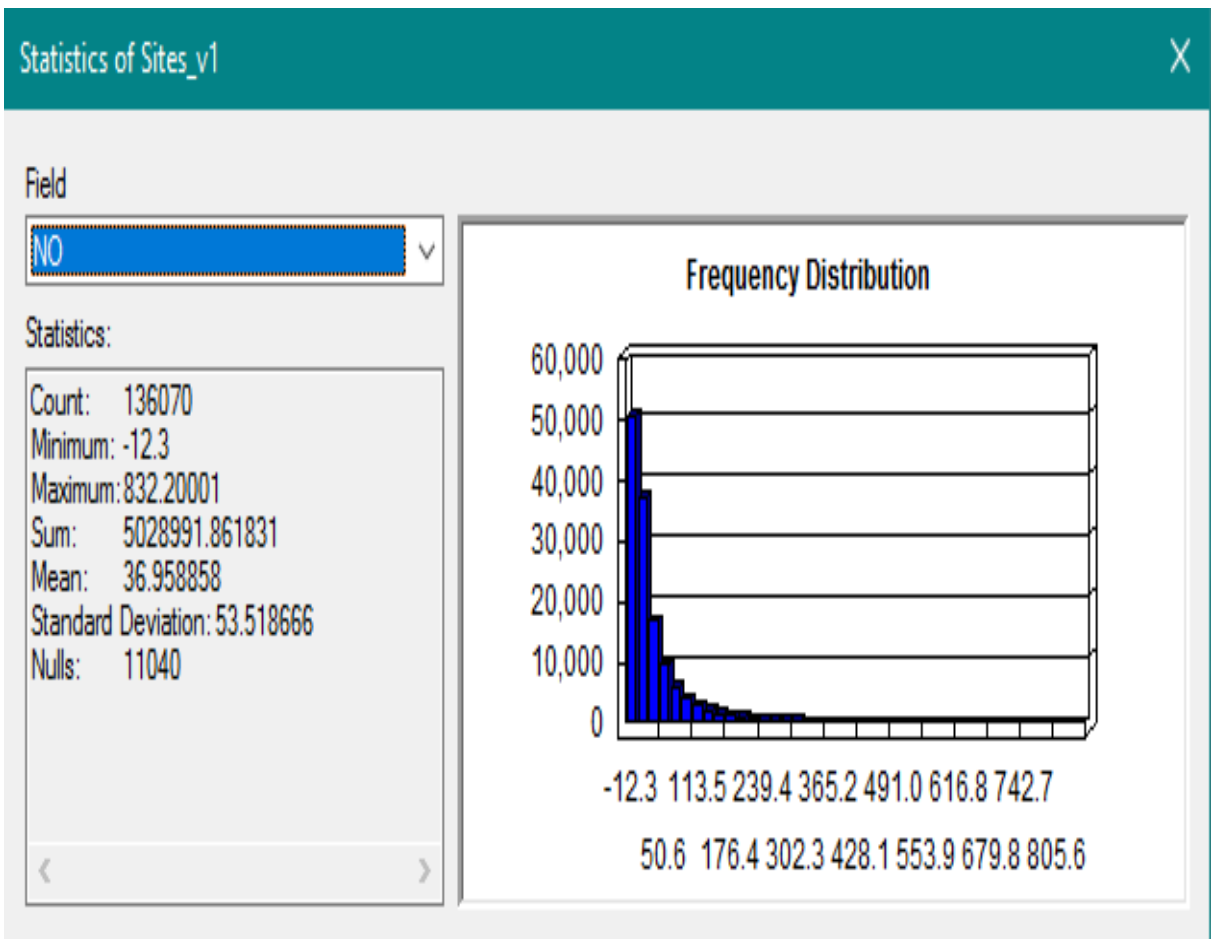 Statistics of Sites_v1
X
Field
NO
Statistics:
Count: 136070
Minimum: -12.3
Maximum: 832.20001
Sum: 5028991.861831
Mean: 36.958858
Standard Deviation: 53.518666
Nulls: 11040
Frequency Distribution
60,000
50,000
40,000
30,000
20,000
10,000
0
-12.3 113.5 239.4 365.2 491.0 616.8 742.7
50.6 176.4 302.3 428.1 553.9 679.8 805.6